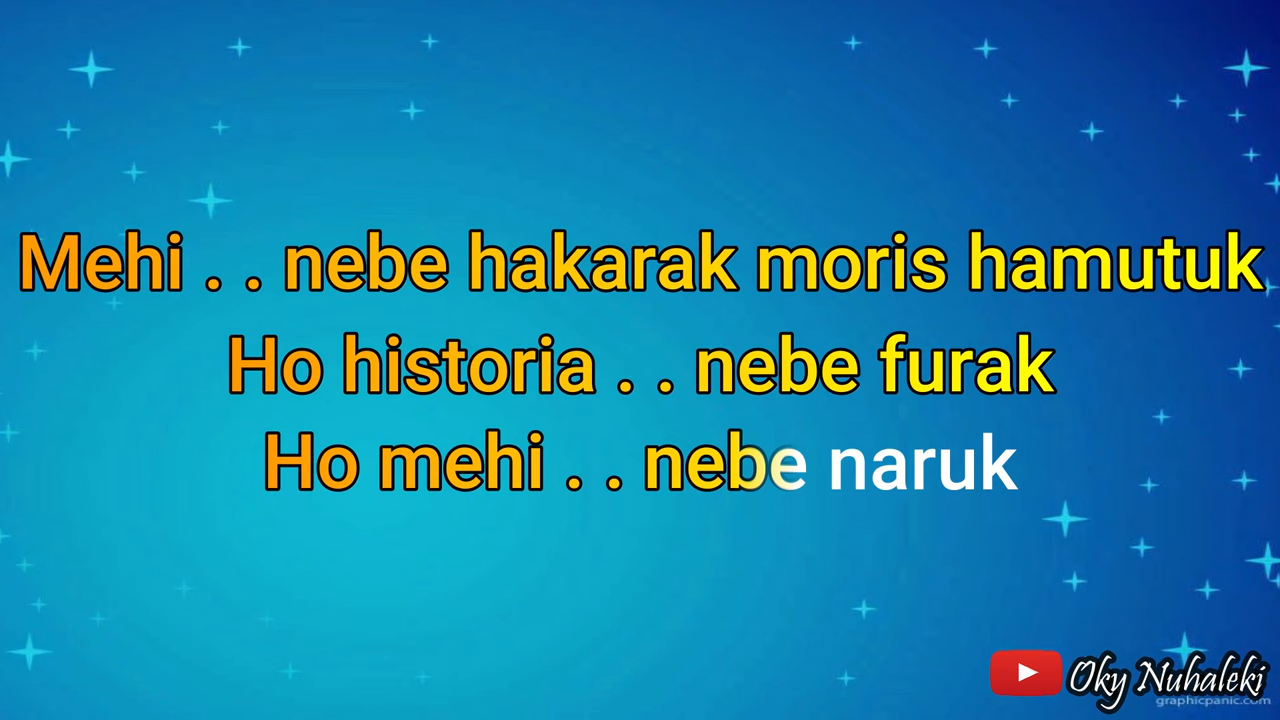 Mehi . . nebe hakarak moris hamutuk
Ho historia . . nebe furak
Ho mehi . . nebe naruk
Oky Nuhaleki
graphicpanic.com